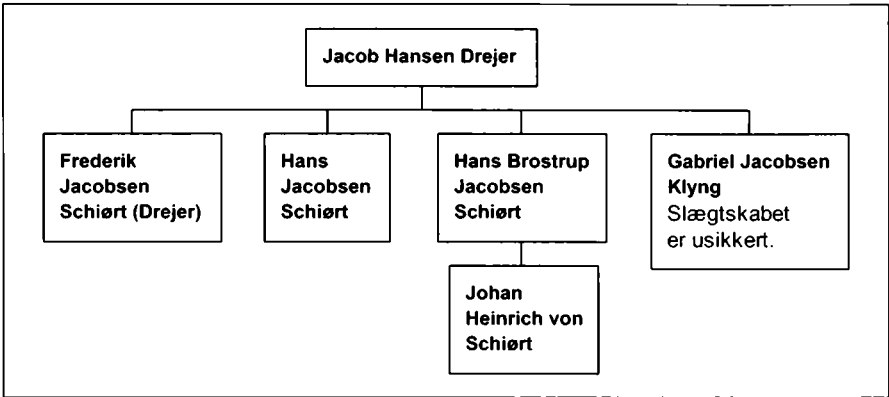 Jacob Hansen Drejer
Frederik
Jacobsen
Schiørt (Drejer)
Hans
Jacobsen
Schiørt
Hans Brostrup
Jacobsen
Schiørt
Gabriel Jacobsen
Klyng
Slægtskabet
er usikkert.
Johan
Heinrich von
Schiørt